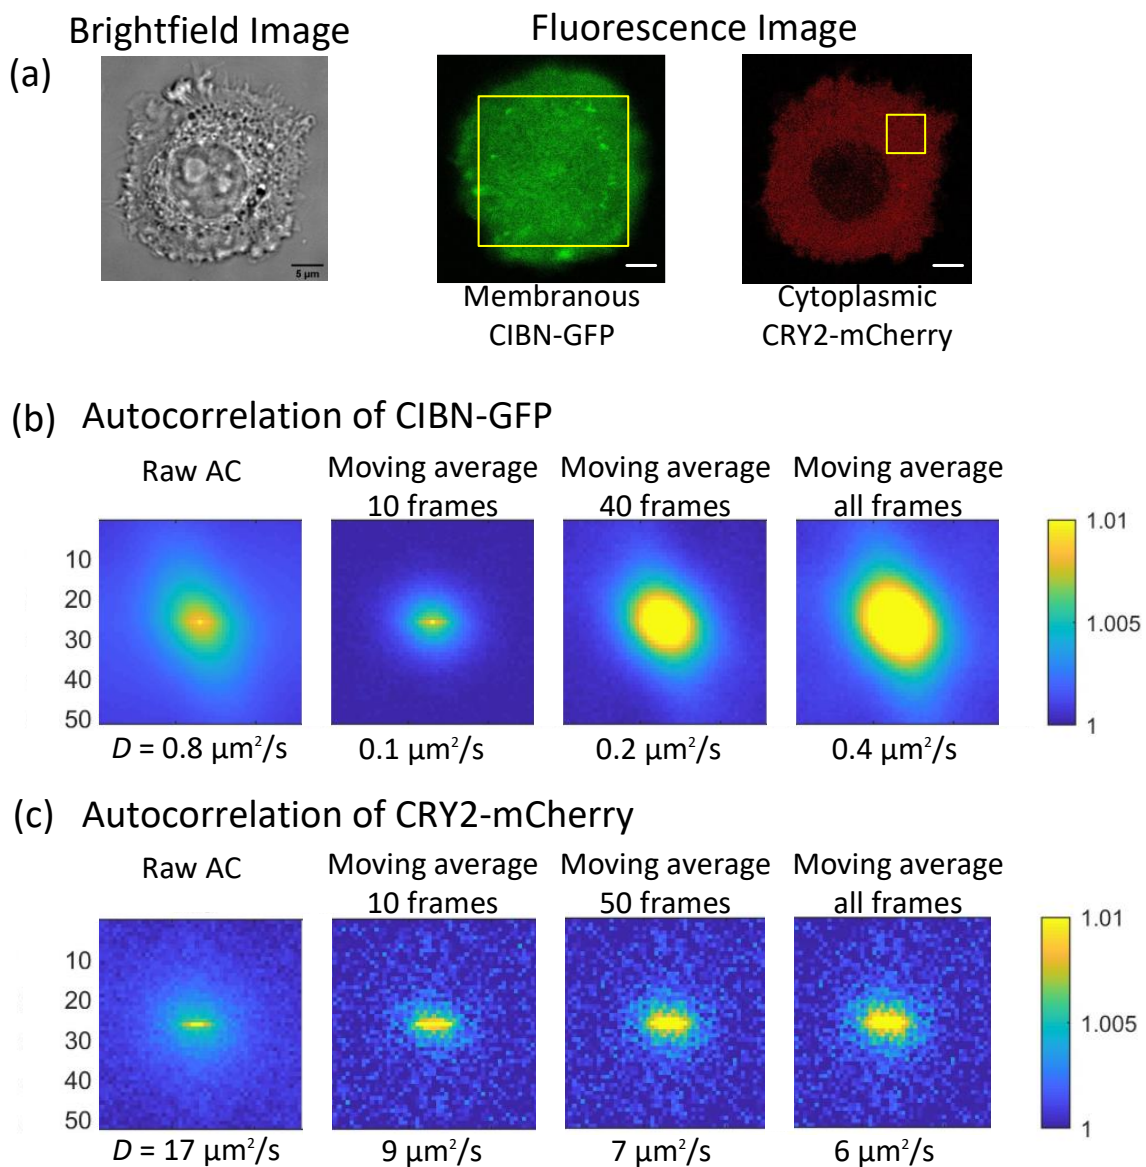 Brightfield Image
Fluorescence Image
(a)
5 µm
Membranous
CIBN-GFP
Cytoplasmic
CRY2-mCherry
(b) Autocorrelation of CIBN-GFP
Raw AC
Moving average
10 frames
Moving average
40 frames
Moving average
all frames
10
20
30
40
50
1.01
1.005
1
D = 0.8 µm²/s
0.1 µm²/s
0.2 µm²/s
0.4 µm²/s
(c) Autocorrelation of CRY2-mCherry
Raw AC
Moving average
10 frames
Moving average
50 frames
Moving average
all frames
10
20
30
40
50
1.01
1.005
1
D = 17 µm²/s
9 µm²/s
7 µm²/s
6 µm²/s